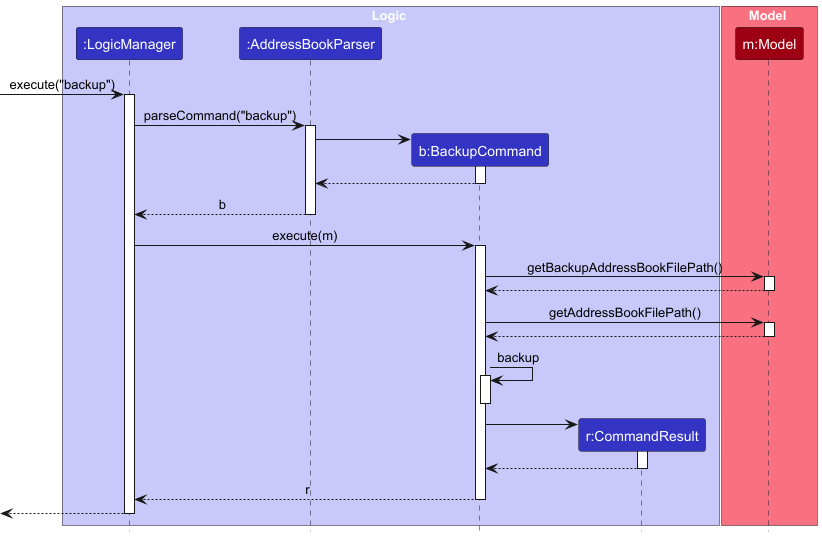 Logic
Model
:LogicManager
:AddressBookParser
m:Model
execute("backup")
parseCommand("backup")
b:BackupCommand
b
execute(m)
getBackupAddressBookFilePath()
getAddressBookFilePath()
backup
r:CommandResult
r